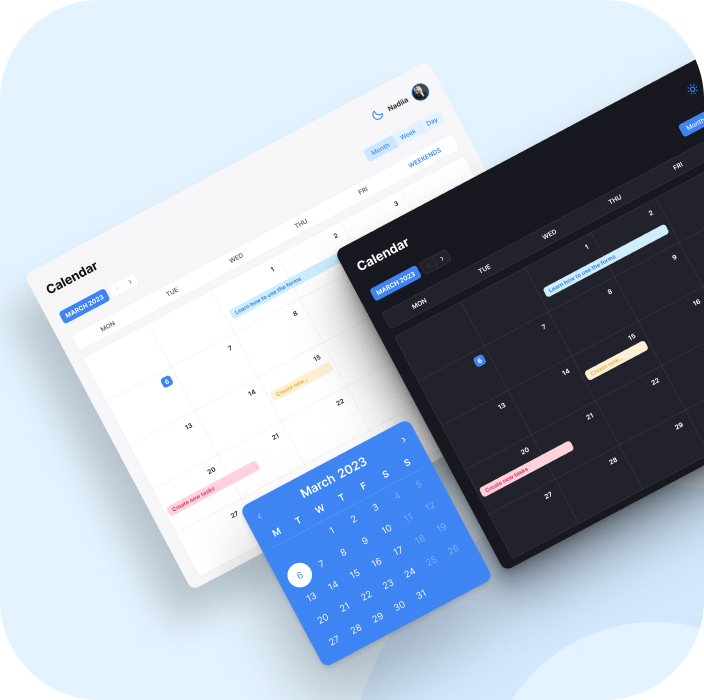 Nadiia
Month Week Day
WEEKENDS
Calendar
MARCH 2023 ‹ ›
MON TUE WED THU FRI
1 2 3
Learn how to use the forms
6 7 8
13 14 15
Create new...
20 21 22
Create new tasks
27
Month
Calendar
MARCH 2023 ‹ ›
MON TUE WED THU FRI
1 2
Learn how to use the forms
6 7 8 9
13 14 15 16
Create new...
20 21 22
Create new tasks
27 28 29
‹ March 2023 ›
M T W T F S S
1 2 3 4 5
6 7 8 9 10 11 12
13 14 15 16 17 18 19
20 21 22 23 24 25 26
27 28 29 30 31